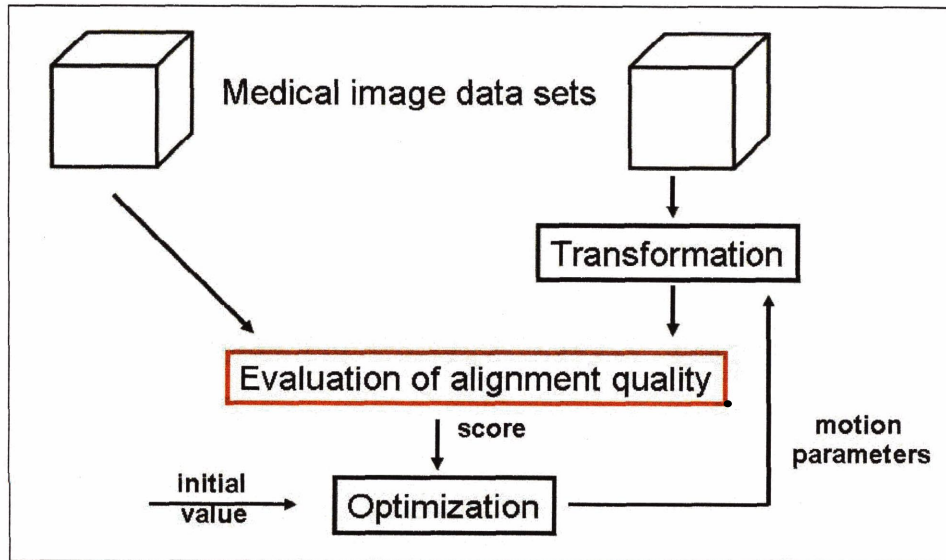 Medical image data sets
Transformation
Evaluation of alignment quality
score
motion
parameters
initial
value
Optimization